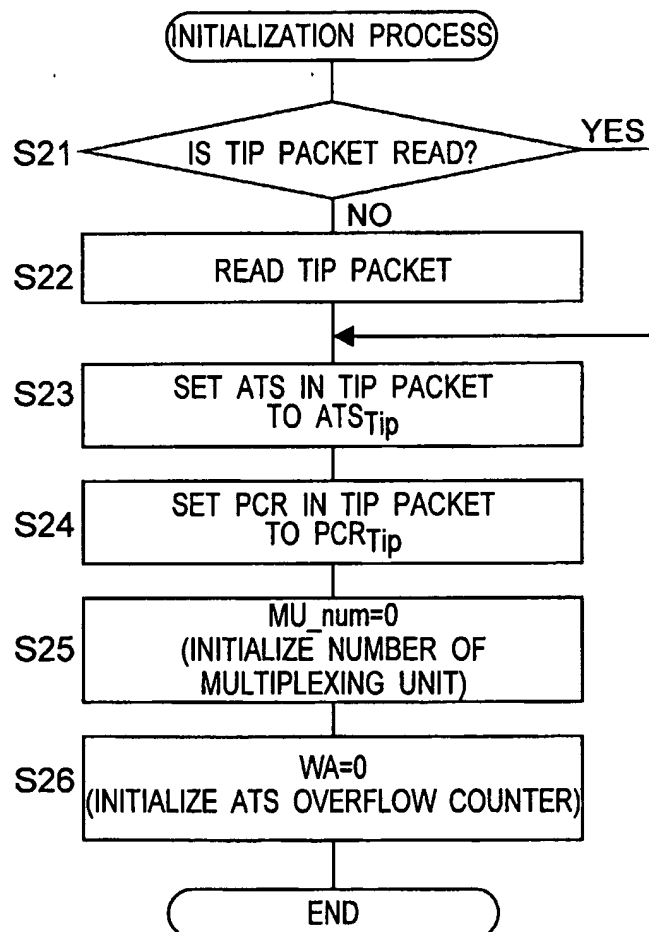 INITIALIZATION PROCESS
S21
IS TIP PACKET READ?
YES
NO
S22
READ TIP PACKET
S23
SET ATS IN TIP PACKET
TO ATSTip
S24
SET PCR IN TIP PACKET
TO PCRTip
S25
MU_num=0
(INITIALIZE NUMBER OF
MULTIPLEXING UNIT)
S26
WA=0
(INITIALIZE ATS OVERFLOW COUNTER)
END